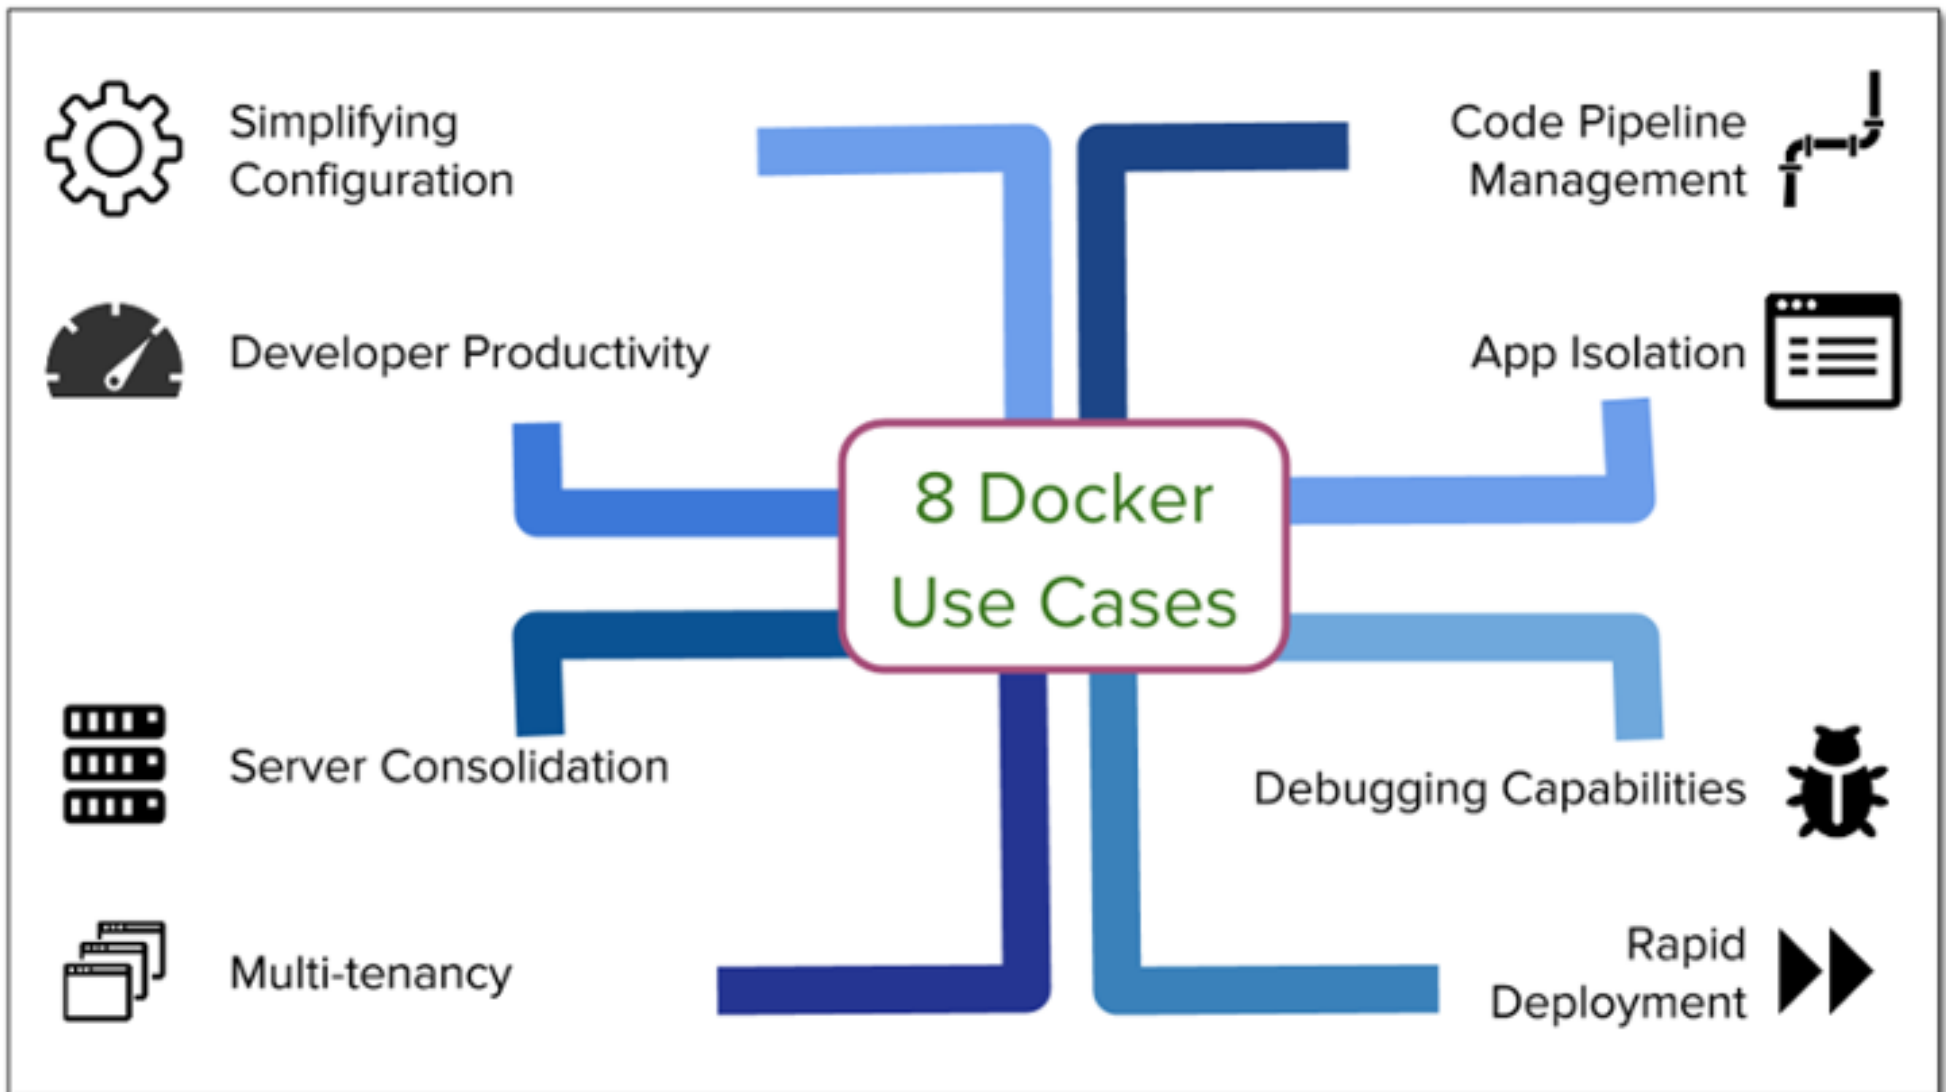 Simplifying
Configuration
Developer Productivity
Server Consolidation
Multi-tenancy
8 Docker
Use Cases
Code Pipeline
Management
App Isolation
Debugging Capabilities
Rapid
Deployment